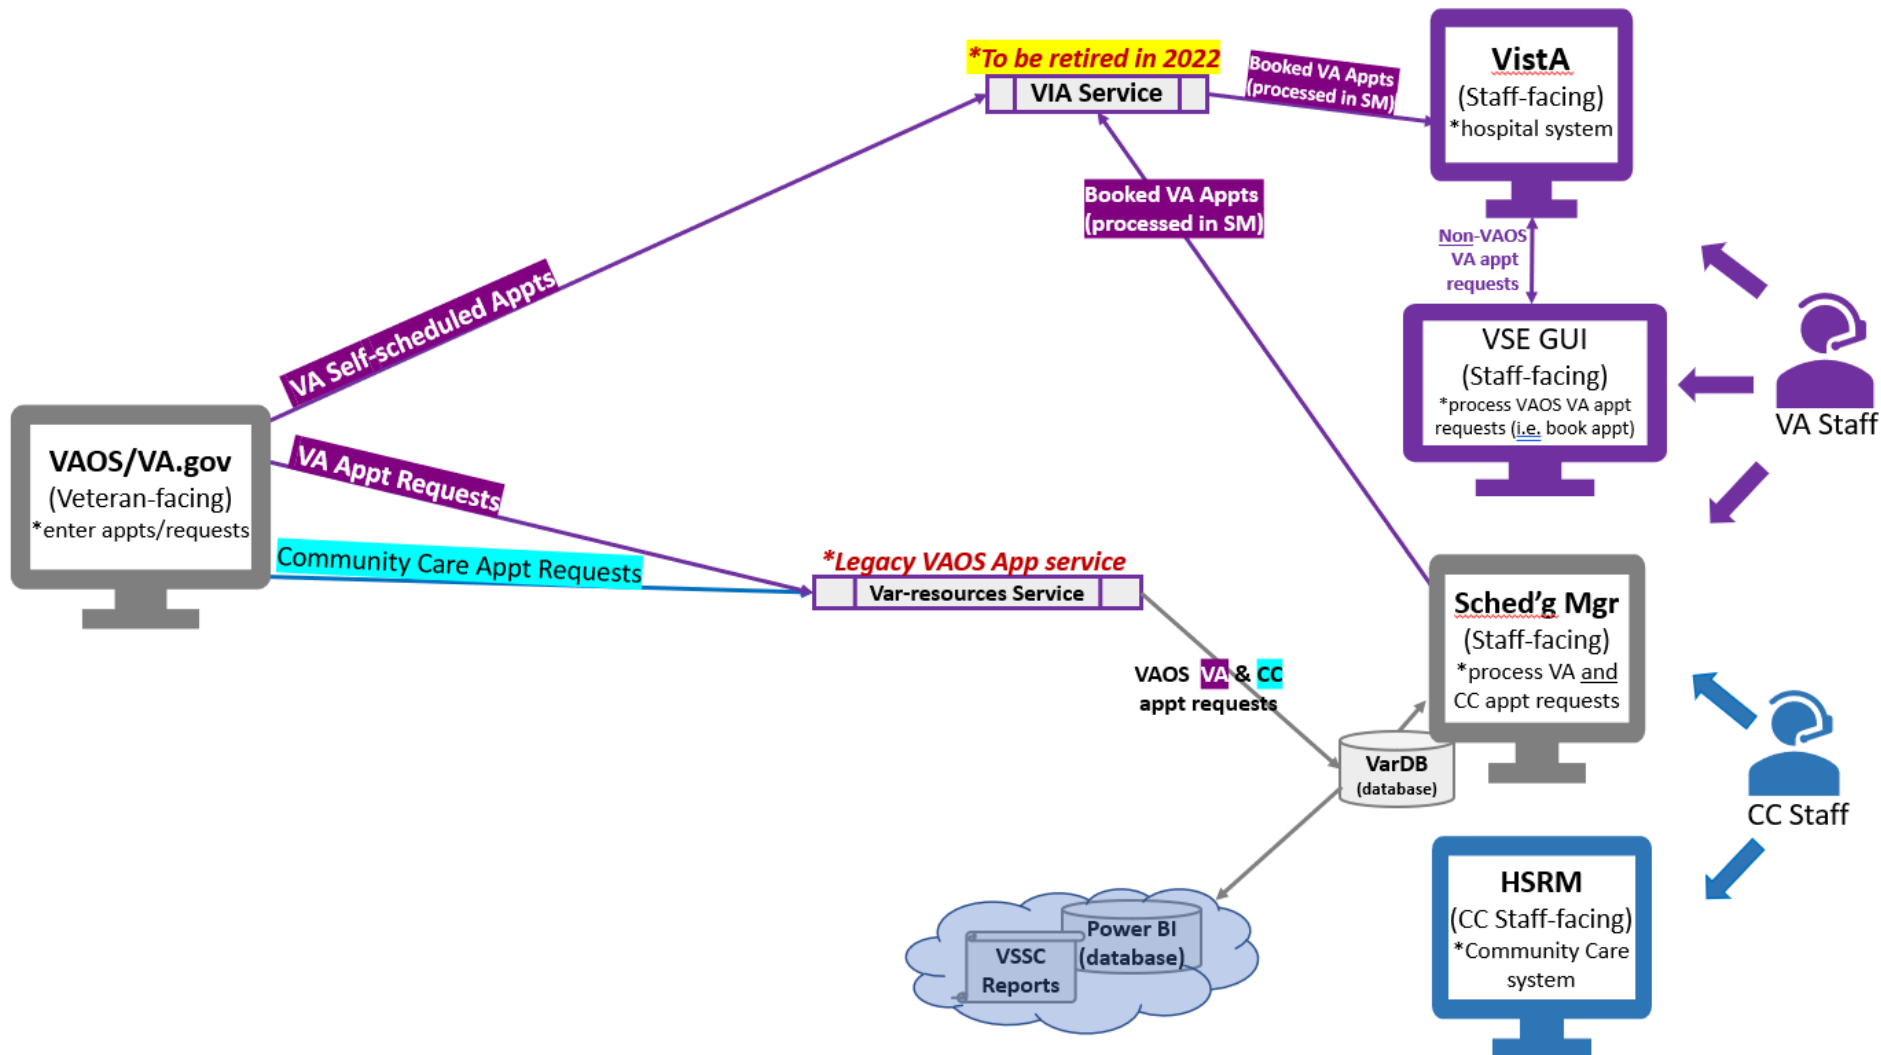 *To be retired in 2022
VIA Service
Booked VA Appts
(processed in SM)
VistA
(Staff-facing)
*hospital system
Booked VA Appts
(processed in SM)
Non-VAOS
VA appt
requests
VA Self-scheduled Appts
VSE GUI
(Staff-facing)
*process VAOS VA appt
requests (i.e. book appt)
VA Staff
VAOS/VA.gov
(Veteran-facing)
*enter appts/requests
VA Appt Requests
Community Care Appt Requests
*Legacy VAOS App service
Var-resources Service
Sched'g Mgr
(Staff-facing)
*process VA and
CC appt requests
VAOS VA & CC
appt requests
VarDB
(database)
CC Staff
HSRM
(CC Staff-facing)
*Community Care
system
Power BI
(database)
VSSC
Reports